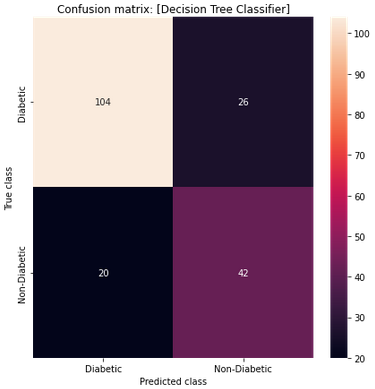 Confusion matrix: [Decision Tree Classifier]
Diabetic
Non-Diabetic
True class
104
26
20
42
Diabetic
Non-Diabetic
Predicted class
100
90
80
70
60
50
40
30
20